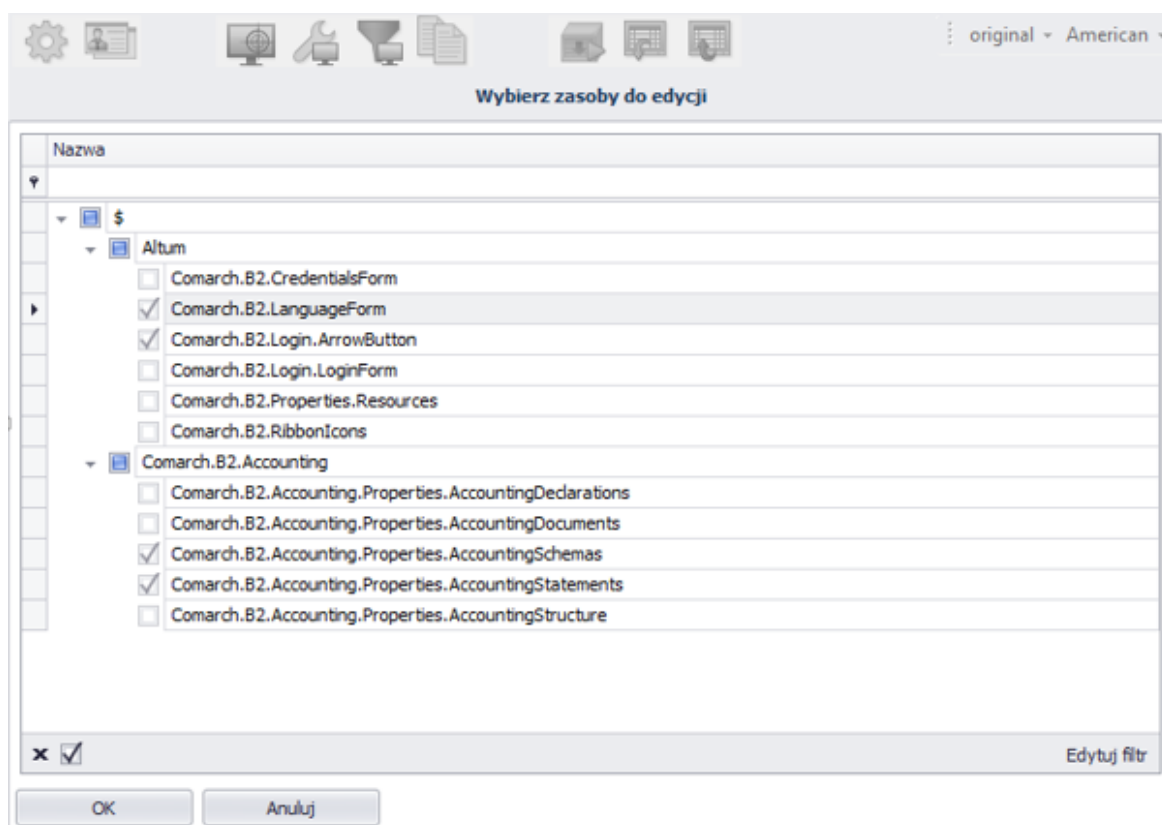 original American
Wybierz zasoby do edycji
Nazwa
$
Altum
Comarch.B2.CredentialsForm
Comarch.B2.LanguageForm
Comarch.B2.Login.ArrowButton
Comarch.B2.Login.LoginForm
Comarch.B2.Properties.Resources
Comarch.B2.RibbonIcons
Comarch.B2.Accounting
Comarch.B2.Accounting.Properties.AccountingDeclarations
Comarch.B2.Accounting.Properties.AccountingDocuments
Comarch.B2.Accounting.Properties.AccountingSchemas
Comarch.B2.Accounting.Properties.AccountingStatements
Comarch.B2.Accounting.Properties.AccountingStructure
Edytuj filtr
OK Anuluj